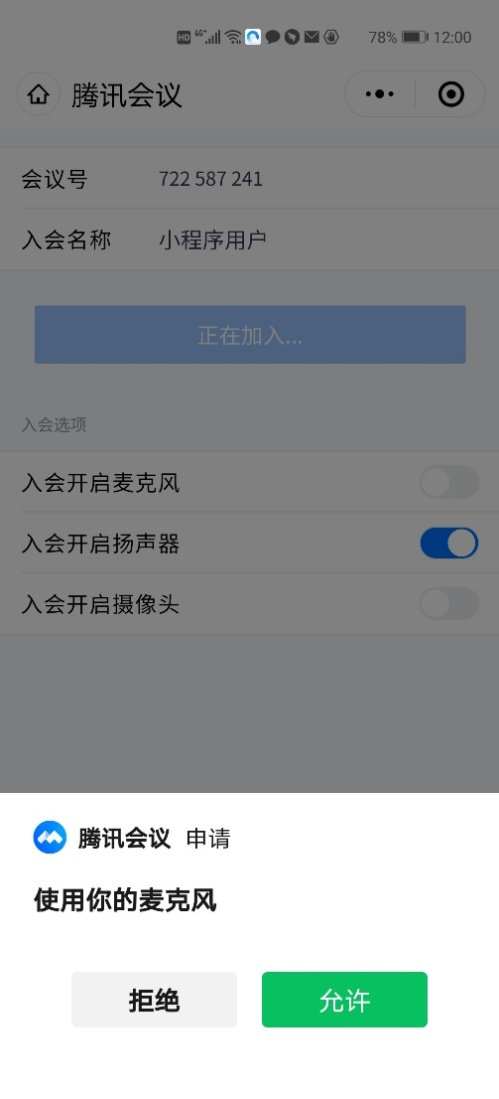 HD 4G 78% 12:00
腾讯会议
会议号 722 587 241
入会名称 小程序用户
正在加入...
入会选项
入会开启麦克风
入会开启扬声器
入会开启摄像头
腾讯会议 申请
使用你的麦克风
拒绝 允许